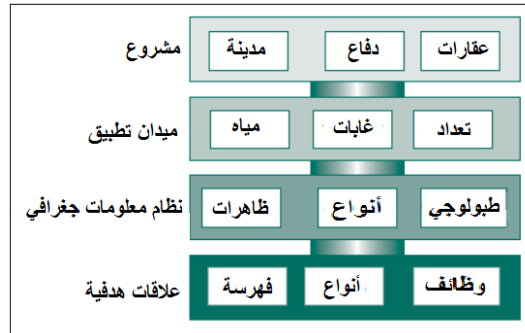 عقارات دفاع مدينة مشروع
تعداد غابات مياه ميدان تطبيق
طبولوجي أنواع ظاهرات نظام معلومات جغرافي
وظائف أنواع فهرسة علاقات هدفية